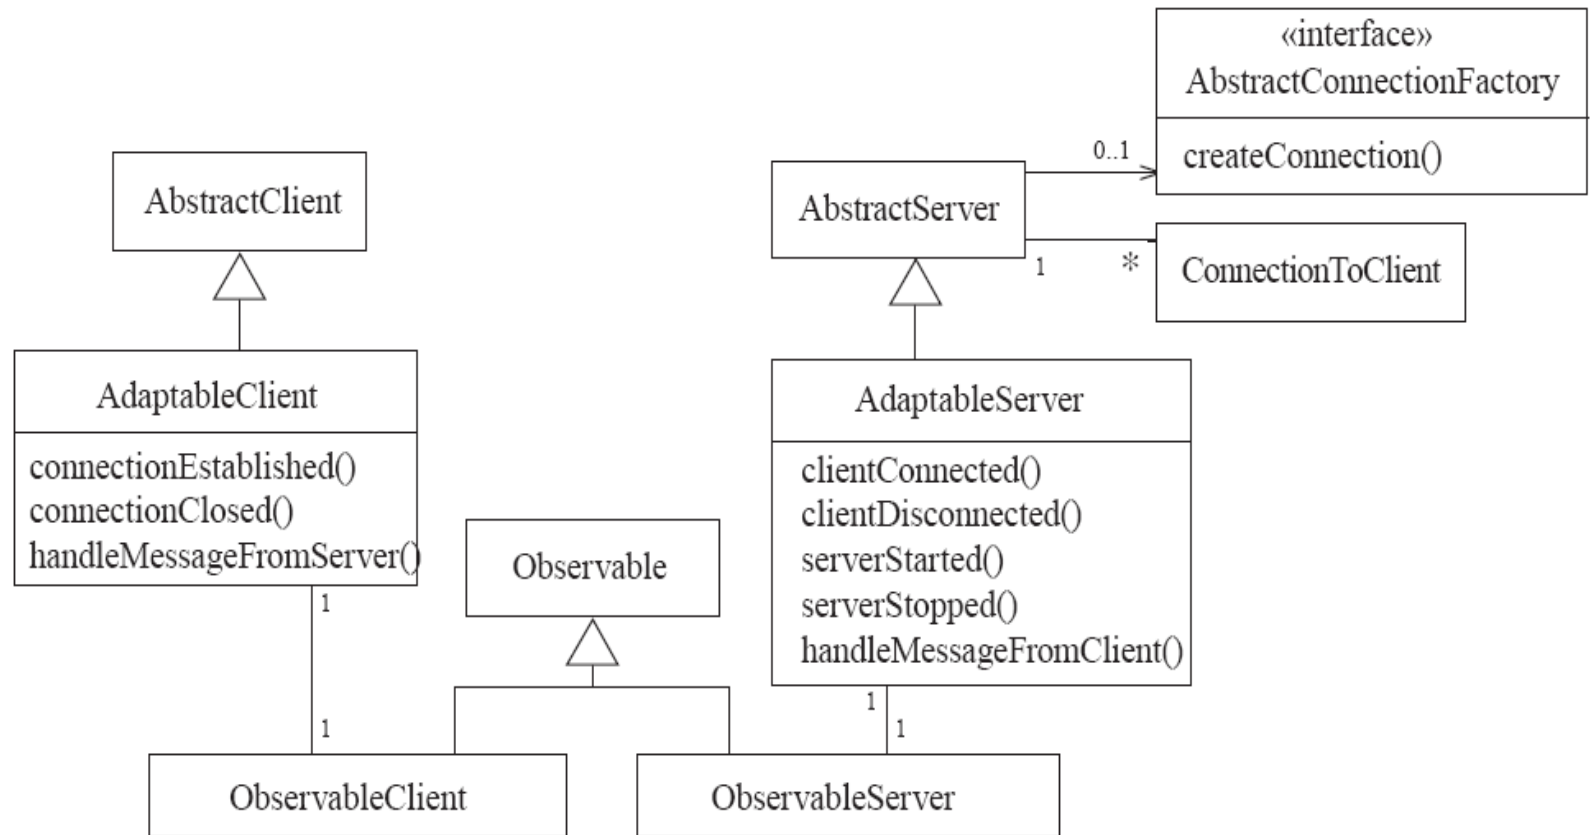 «interface»
AbstractConnectionFactory
createConnection()
0..1
AbstractClient
AbstractServer
1
*
ConnectionToClient
AdaptableClient
connectionEstablished()
connectionClosed()
handleMessageFromServer()
1
1
AdaptableServer
clientConnected()
clientDisconnected()
serverStarted()
serverStopped()
handleMessageFromClient()
1
1
Observable
ObservableClient
ObservableServer